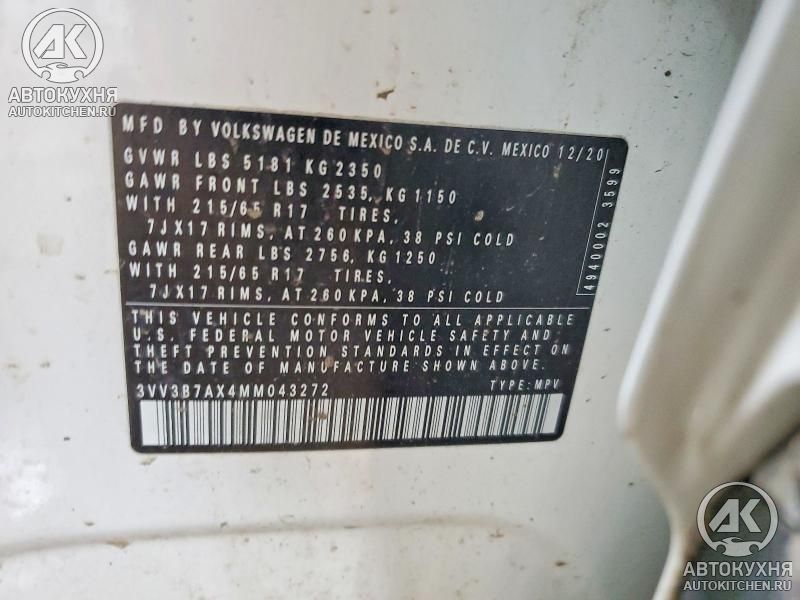 AK
АВТОКУХНЯ
AUTOKITCHEN.RU
MFD BY VOLKSWAGEN DE MEXICO S.A. DE C.V. MEXICO 12/20
GVWR LBS 5181 KG 2350
GAWR FRONT LBS 2535, KG 1150
WITH 215/65 R17 TIRES,
7JX17 RIMS, AT 260 KPA, 38 PSI COLD
GAWR REAR LBS 2756, KG 1250
WITH 215/65 R17 TIRES,
7JX17 RIMS, AT 260 KPA, 38 PSI COLD
4940002 3599
THIS VEHICLE CONFORMS TO ALL APPLICABLE
U.S. FEDERAL MOTOR VEHICLE SAFETY AND
THEFT PREVENTION STANDARDS IN EFFECT ON
THE DATE OF MANUFACTURE SHOWN ABOVE.
3VV3B7AX4MM043272 TYPE: MPV
AK
АВТОКУХНЯ
AUTOKITCHEN.RU